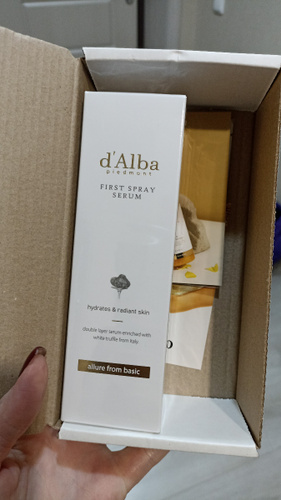 d'Alba
piedmont
FIRST SPRAY
SERUM
hydrates & radiant skin
double layer serum enriched with
white truffle from Italy
allure from basic